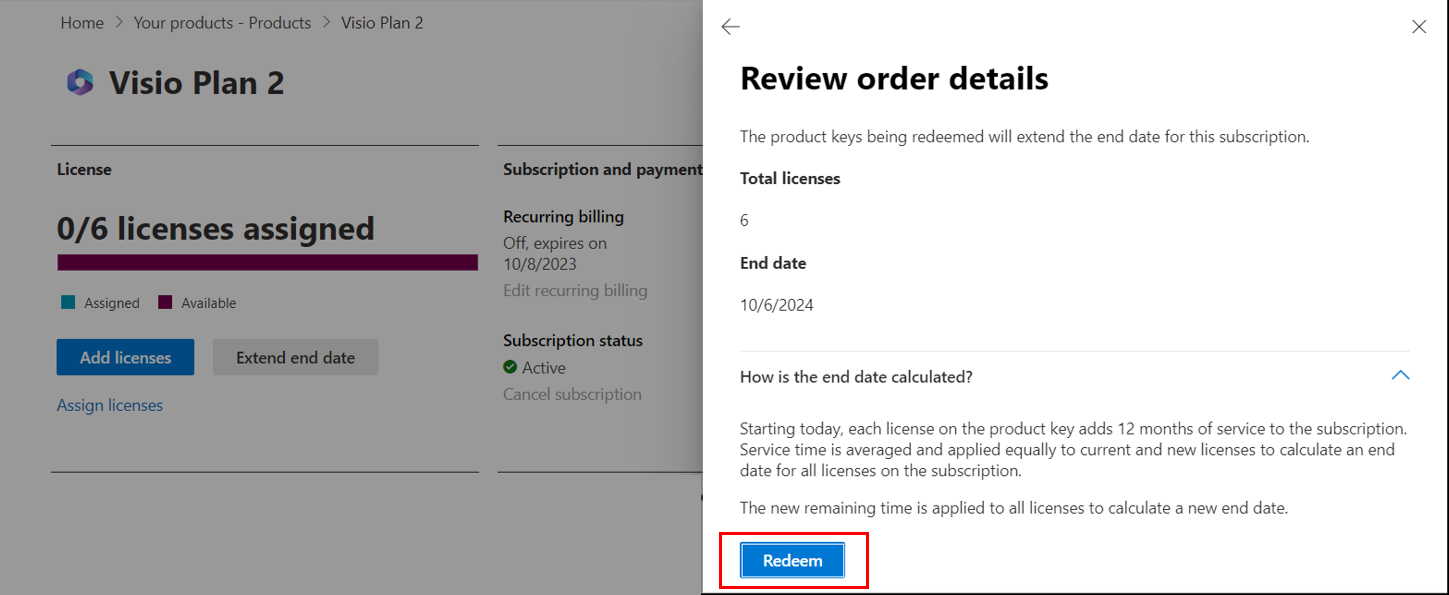 Home > Your products - Products > Visio Plan 2
Visio Plan 2
License
0/6 licenses assigned
Assigned
Available
Add licenses
Extend end date
Assign licenses
Subscription and payment
Recurring billing
Off, expires on
10/8/2023
Edit recurring billing
Subscription status
Active
Cancel subscription
Review order details
The product keys being redeemed will extend the end date for this subscription.
Total licenses
6
End date
10/6/2024
How is the end date calculated?
Starting today, each license on the product key adds 12 months of service to the subscription.
Service time is averaged and applied equally to current and new licenses to calculate an end
date for all licenses on the subscription.
The new remaining time is applied to all licenses to calculate a new end date.
Redeem